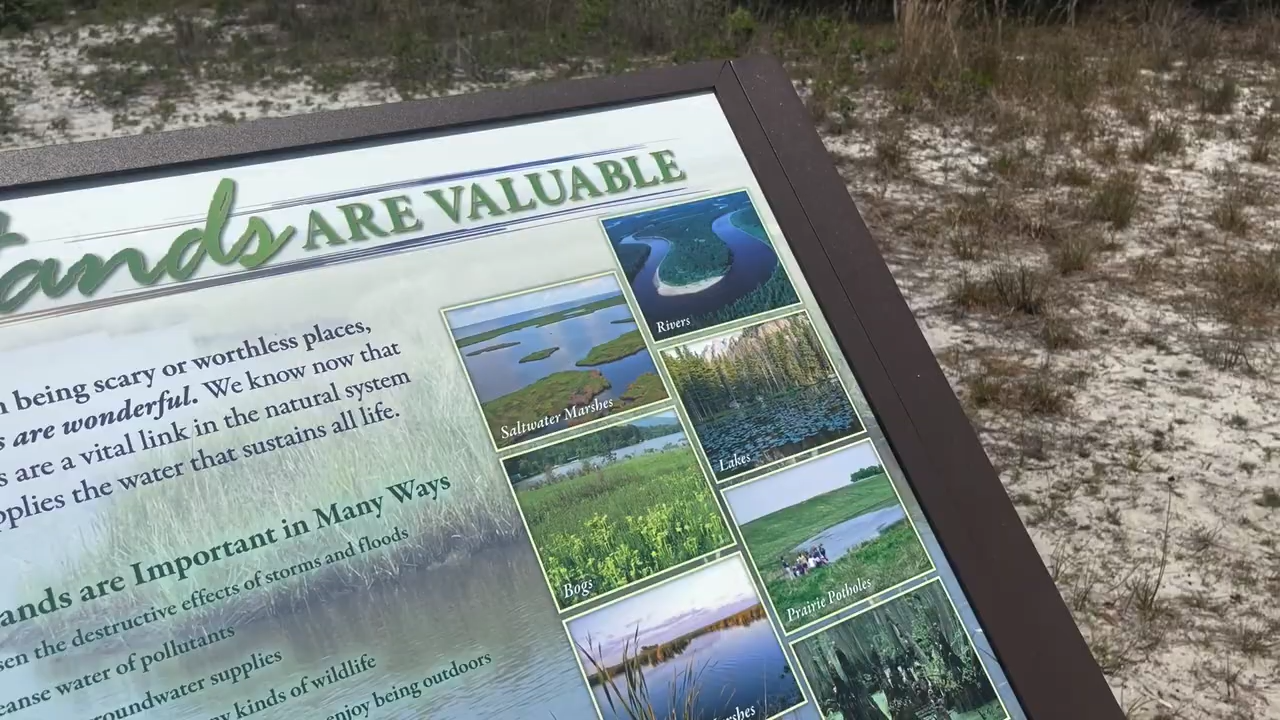 ands ARE VALUABLE
being scary or worthless places,
are wonderful. We know now that
are a vital link in the natural system
pplies the water that sustains all life.
ands are Important in Many Ways
sen the destructive effects of storms and floods
eanse water of pollutants
roundwater supplies
kinds of wildlife
enjoy being outdoors
Rivers
Saltwater Marshes
Lakes
Bogs
Prairie Potholes
rshes